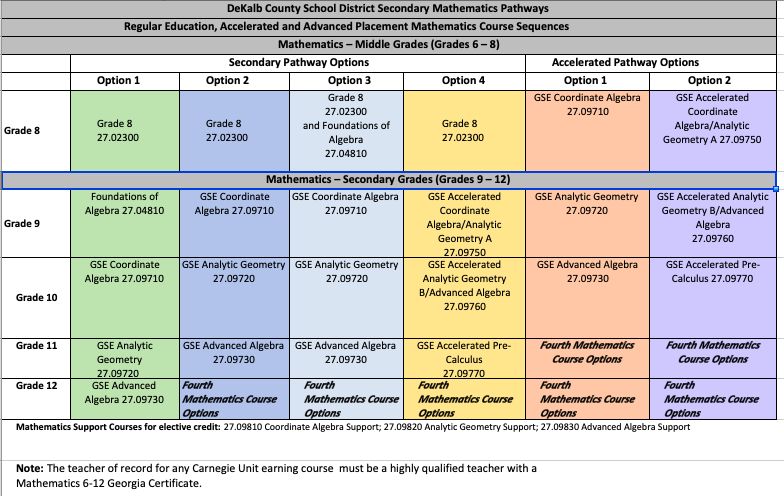 DeKalb County School District Secondary Mathematics Pathways
Regular Education, Accelerated and Advanced Placement Mathematics Course Sequences
Mathematics – Middle Grades (Grades 6 – 8)
Secondary Pathway Options
Accelerated Pathway Options
Option 1
Option 2
Option 3
Option 4
Option 1
Option 2
Grade 8
Grade 8
27.02300
Grade 8
27.02300
Grade 8
27.02300
and Foundations of
Algebra
27.04810
Grade 8
27.02300
GSE Coordinate Algebra
27.09710
GSE Accelerated
Coordinate
Algebra/Analytic
Geometry A 27.09750
Mathematics – Secondary Grades (Grades 9 – 12)
Grade 9
Foundations of
Algebra 27.04810
GSE Coordinate
Algebra 27.09710
GSE Coordinate Algebra
27.09710
GSE Accelerated
Coordinate
Algebra/Analytic
Geometry A
27.09750
GSE Analytic Geometry
27.09720
GSE Accelerated Analytic
Geometry B/Advanced
Algebra
27.09760
Grade 10
GSE Coordinate
Algebra 27.09710
GSE Analytic Geometry
27.09720
GSE Analytic Geometry
27.09720
GSE Accelerated
Analytic Geometry
B/Advanced Algebra
27.09760
GSE Advanced Algebra
27.09730
GSE Accelerated Pre-
Calculus 27.09770
Grade 11
GSE Analytic
Geometry
27.09720
GSE Advanced Algebra
27.09730
GSE Advanced Algebra
27.09730
GSE Accelerated Pre-
Calculus
27.09770
Fourth Mathematics
Course Options
Fourth Mathematics
Course Options
Grade 12
GSE Advanced
Algebra 27.09730
Fourth
Mathematics Course
Options
Fourth
Mathematics Course
Options
Fourth
Mathematics Course
Options
Fourth
Mathematics Course
Options
Fourth
Mathematics Course
Options
Mathematics Support Courses for elective credit: 27.09810 Coordinate Algebra Support; 27.09820 Analytic Geometry Support; 27.09830 Advanced Algebra Support
Note: The teacher of record for any Carnegie Unit earning course must be a highly qualified teacher with a
Mathematics 6-12 Georgia Certificate.